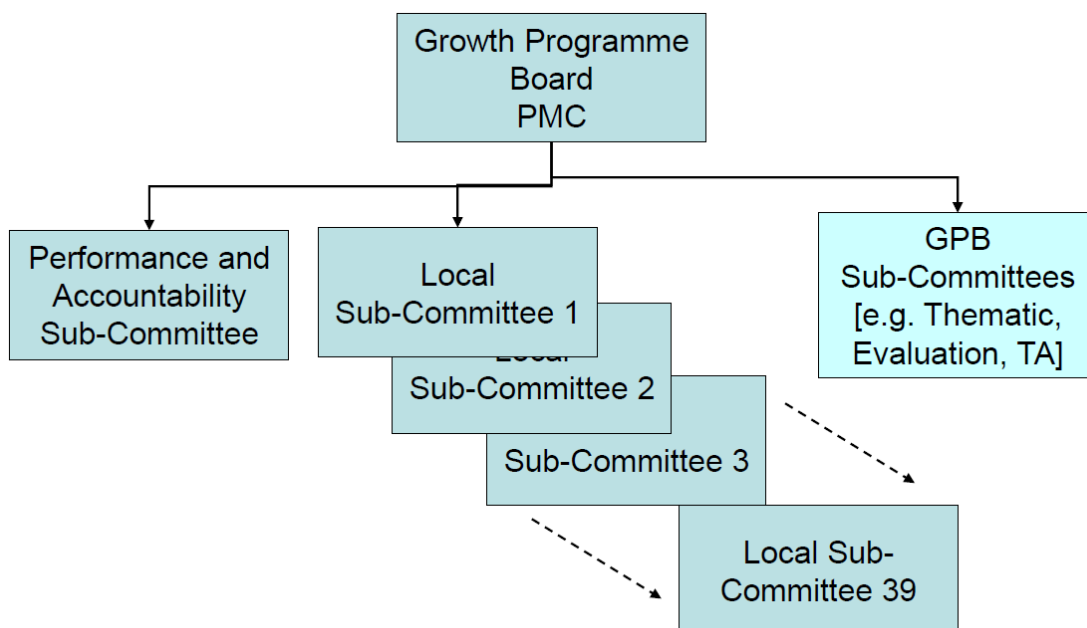 Growth Programme
Board
PMC
Performance and
Accountability
Sub-Committee
Local
Sub-Committee 1
Local
Sub-Committee 2
Sub-Committee 3
Local Sub-
Committee 39
GPB
Sub-Committees
[e.g. Thematic,
Evaluation, TA]